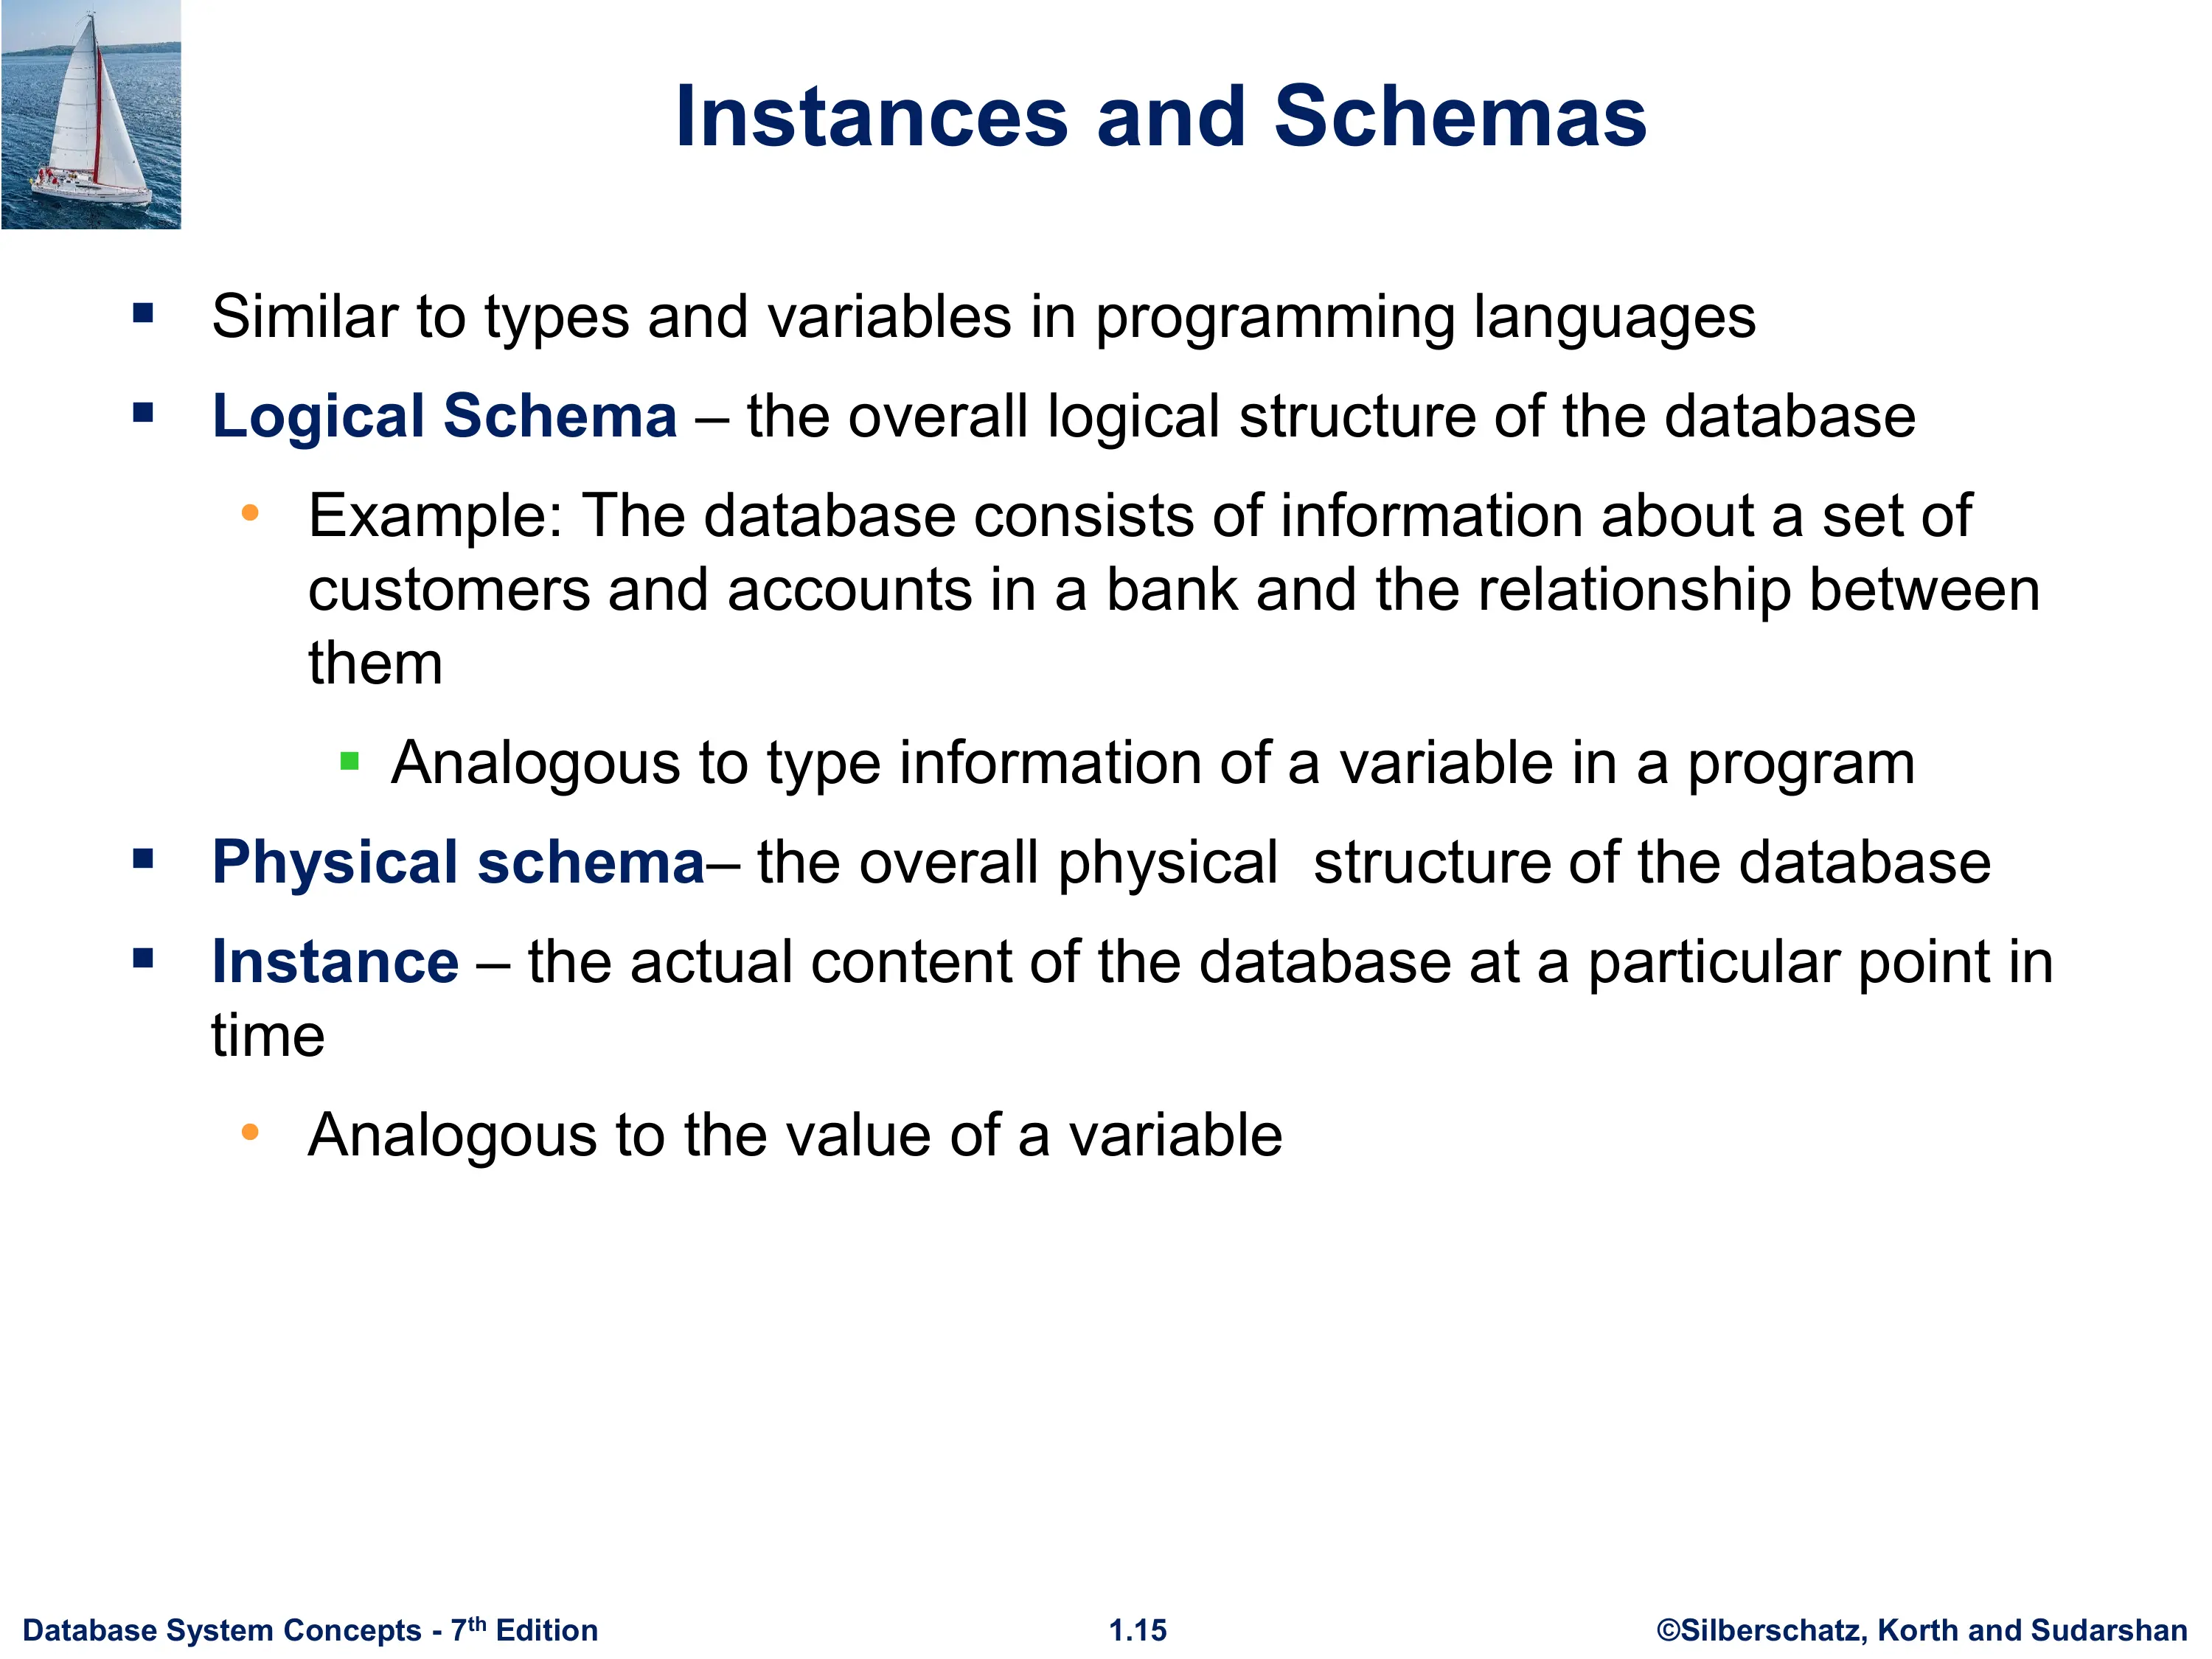 Instances and Schemas
▪ Similar to types and variables in programming languages
▪ Logical Schema – the overall logical structure of the database
• Example: The database consists of information about a set of
customers and accounts in a bank and the relationship between
them
▪ Analogous to type information of a variable in a program
▪ Physical schema– the overall physical  structure of the database
▪ Instance – the actual content of the database at a particular point in
time
• Analogous to the value of a variable
Database System Concepts - 7th Edition
1.15
©Silberschatz, Korth and Sudarshan